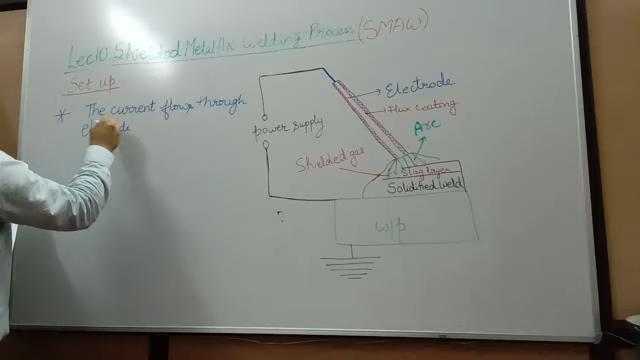 Lec10 Shielded Metal Arc Welding Process (SMAW)
Set up
* The current flows through
Electrode
Flux coating
Arc
power supply
Shielded gas
Slag layer
Solidified weld
w/p